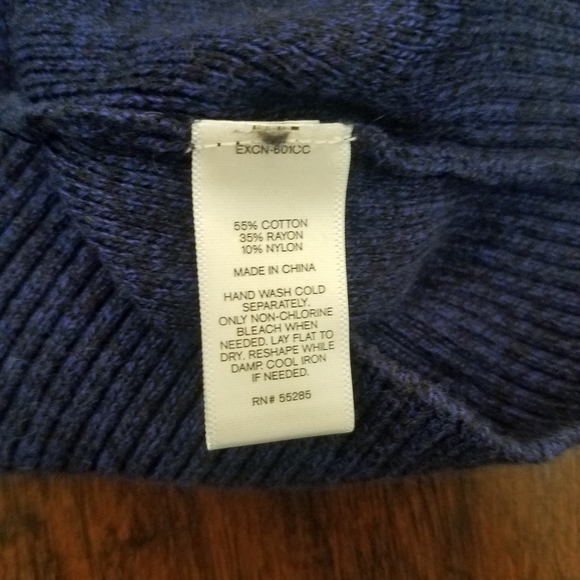 EXCN-601CC
55% COTTON
35% RAYON
10% NYLON
MADE IN CHINA
HAND WASH COLD
SEPARATELY.
ONLY NON-CHLORINE
BLEACH WHEN
NEEDED. LAY FLAT TO
DRY. RESHAPE WHILE
DAMP. COOL IRON
IF NEEDED.
RN# 55285